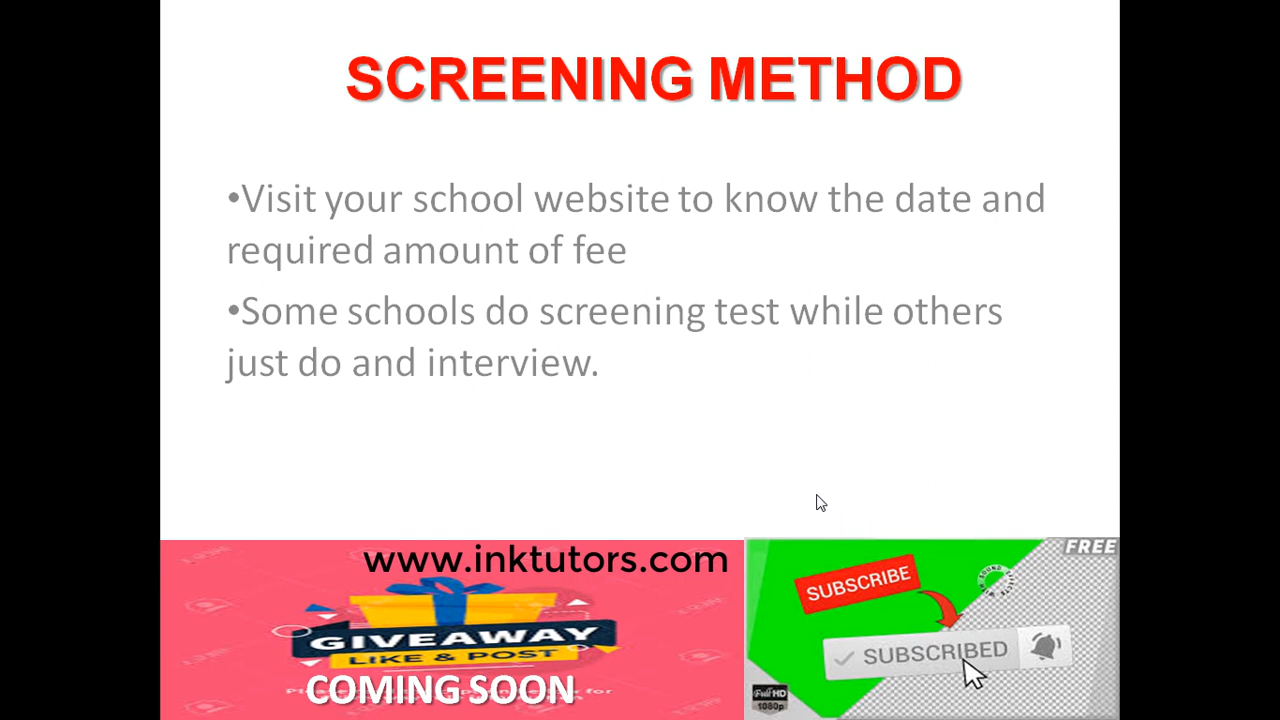 SCREENING METHOD
•Visit your school website to know the date and
required amount of fee
•Some schools do screening test while others
just do and interview.
www.inktutors.com
GIVEAWAY
LIKE & POST
COMING SOON
FREE
SUBSCRIBE
SUBSCRIBED
Full HD
1080p